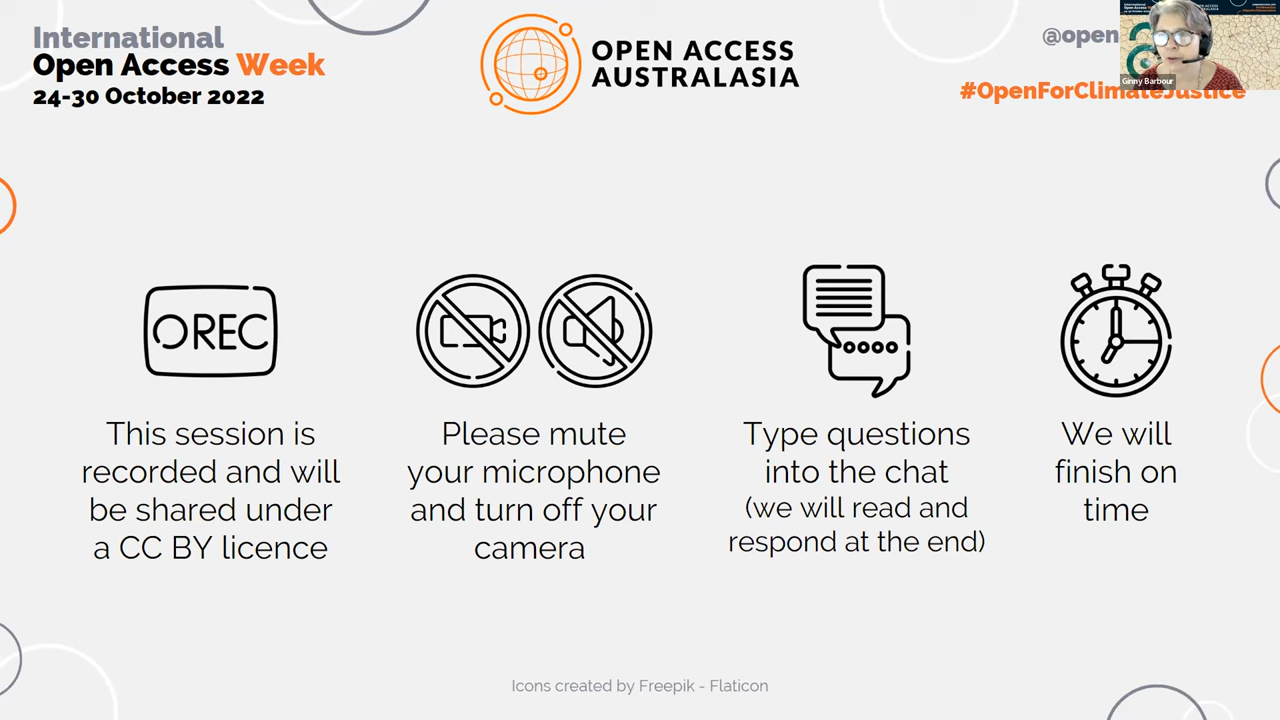 International
Open Access Week
24-30 October 2022
OPEN ACCESS
AUSTRALASIA
@open
#OpenForClimateJustice
Ginny Barbour
REC
This session is
recorded and will
be shared under
a CC BY licence
Please mute
your microphone
and turn off your
camera
Type questions
into the chat
(we will read and
respond at the end)
We will
finish on
time
Icons created by Freepik - Flaticon